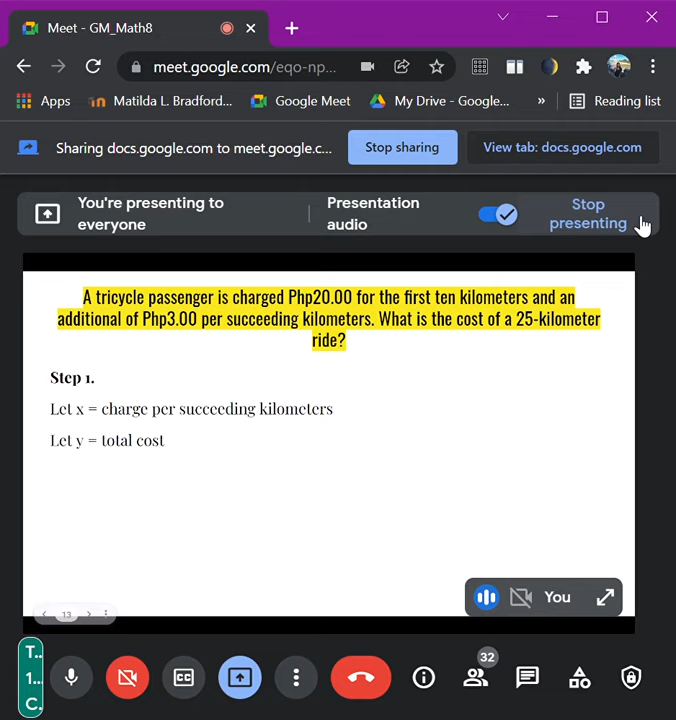 Meet - GM_Math8
meet.google.com/eqo-np...
Apps
in Matilda L. Bradford...
Google Meet
My Drive - Google...
»
Reading list
Sharing docs.google.com to meet.google.c...
Stop sharing
View tab: docs.google.com
You're presenting to
everyone
Presentation
audio
Stop
presenting
A tricycle passenger is charged Php20.00 for the first ten kilometers and an
additional of Php3.00 per succeeding kilometers. What is the cost of a 25-kilometer
ride?
Step 1.
Let x = charge per succeeding kilometers
Let y = total cost
13
You
T..
1...
C.
CC
32